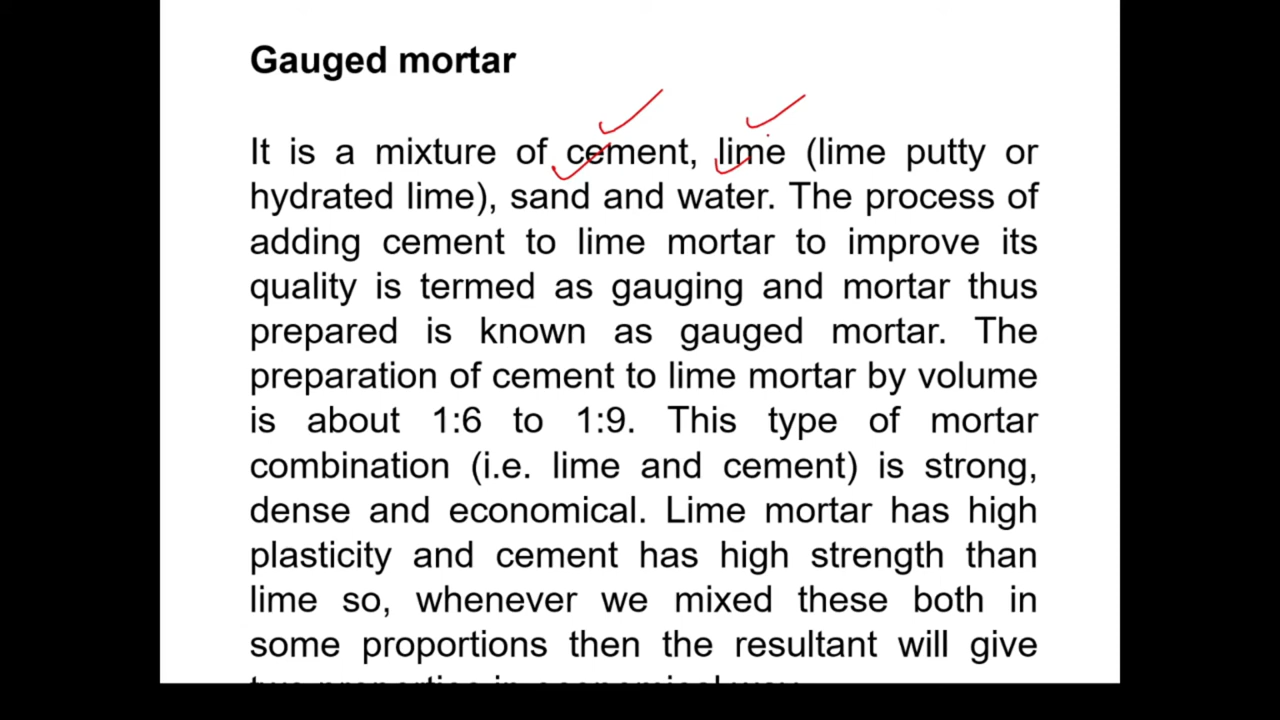 Gauged mortar
It is a mixture of cement, lime (lime putty or
hydrated lime), sand and water. The process of
adding cement to lime mortar to improve its
quality is termed as gauging and mortar thus
prepared is known as gauged mortar. The
preparation of cement to lime mortar by volume
is about 1:6 to 1:9. This type of mortar
combination (i.e. lime and cement) is strong,
dense and economical. Lime mortar has high
plasticity and cement has high strength than
lime so, whenever we mixed these both in
some proportions then the resultant will give